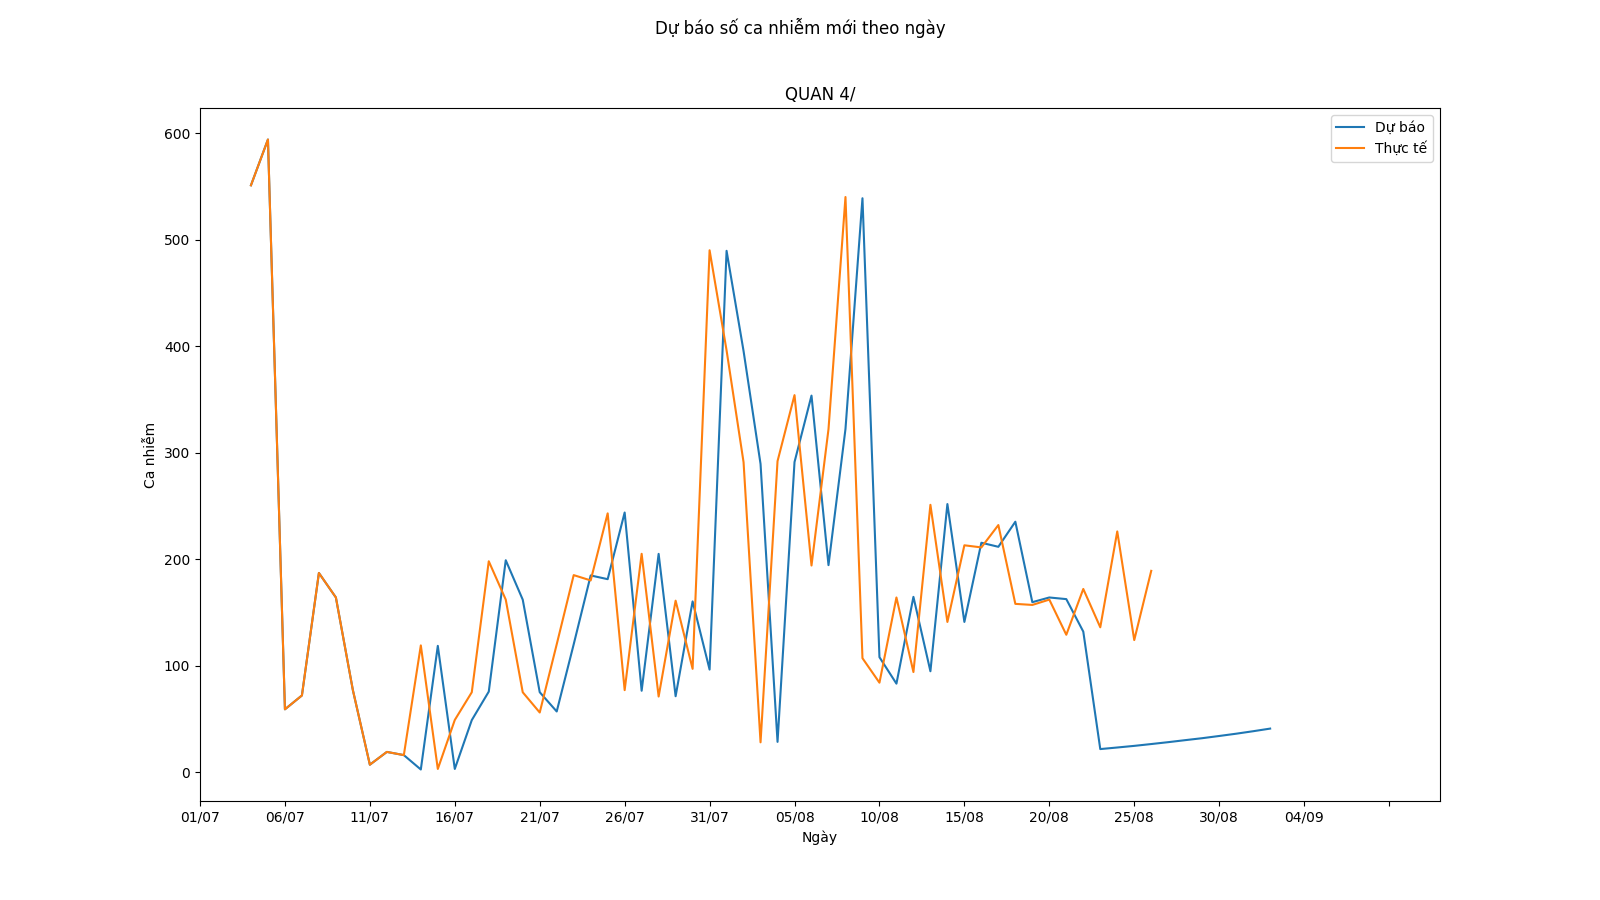 Dự báo số ca nhiễm mới theo ngày
QUAN 4/
Dự báo
Thực tế
600
500
400
300
200
100
0
Ca nhiễm
01/07 06/07 11/07 16/07 21/07 26/07 31/07 05/08 10/08 15/08 20/08 25/08 30/08 04/09
Ngày